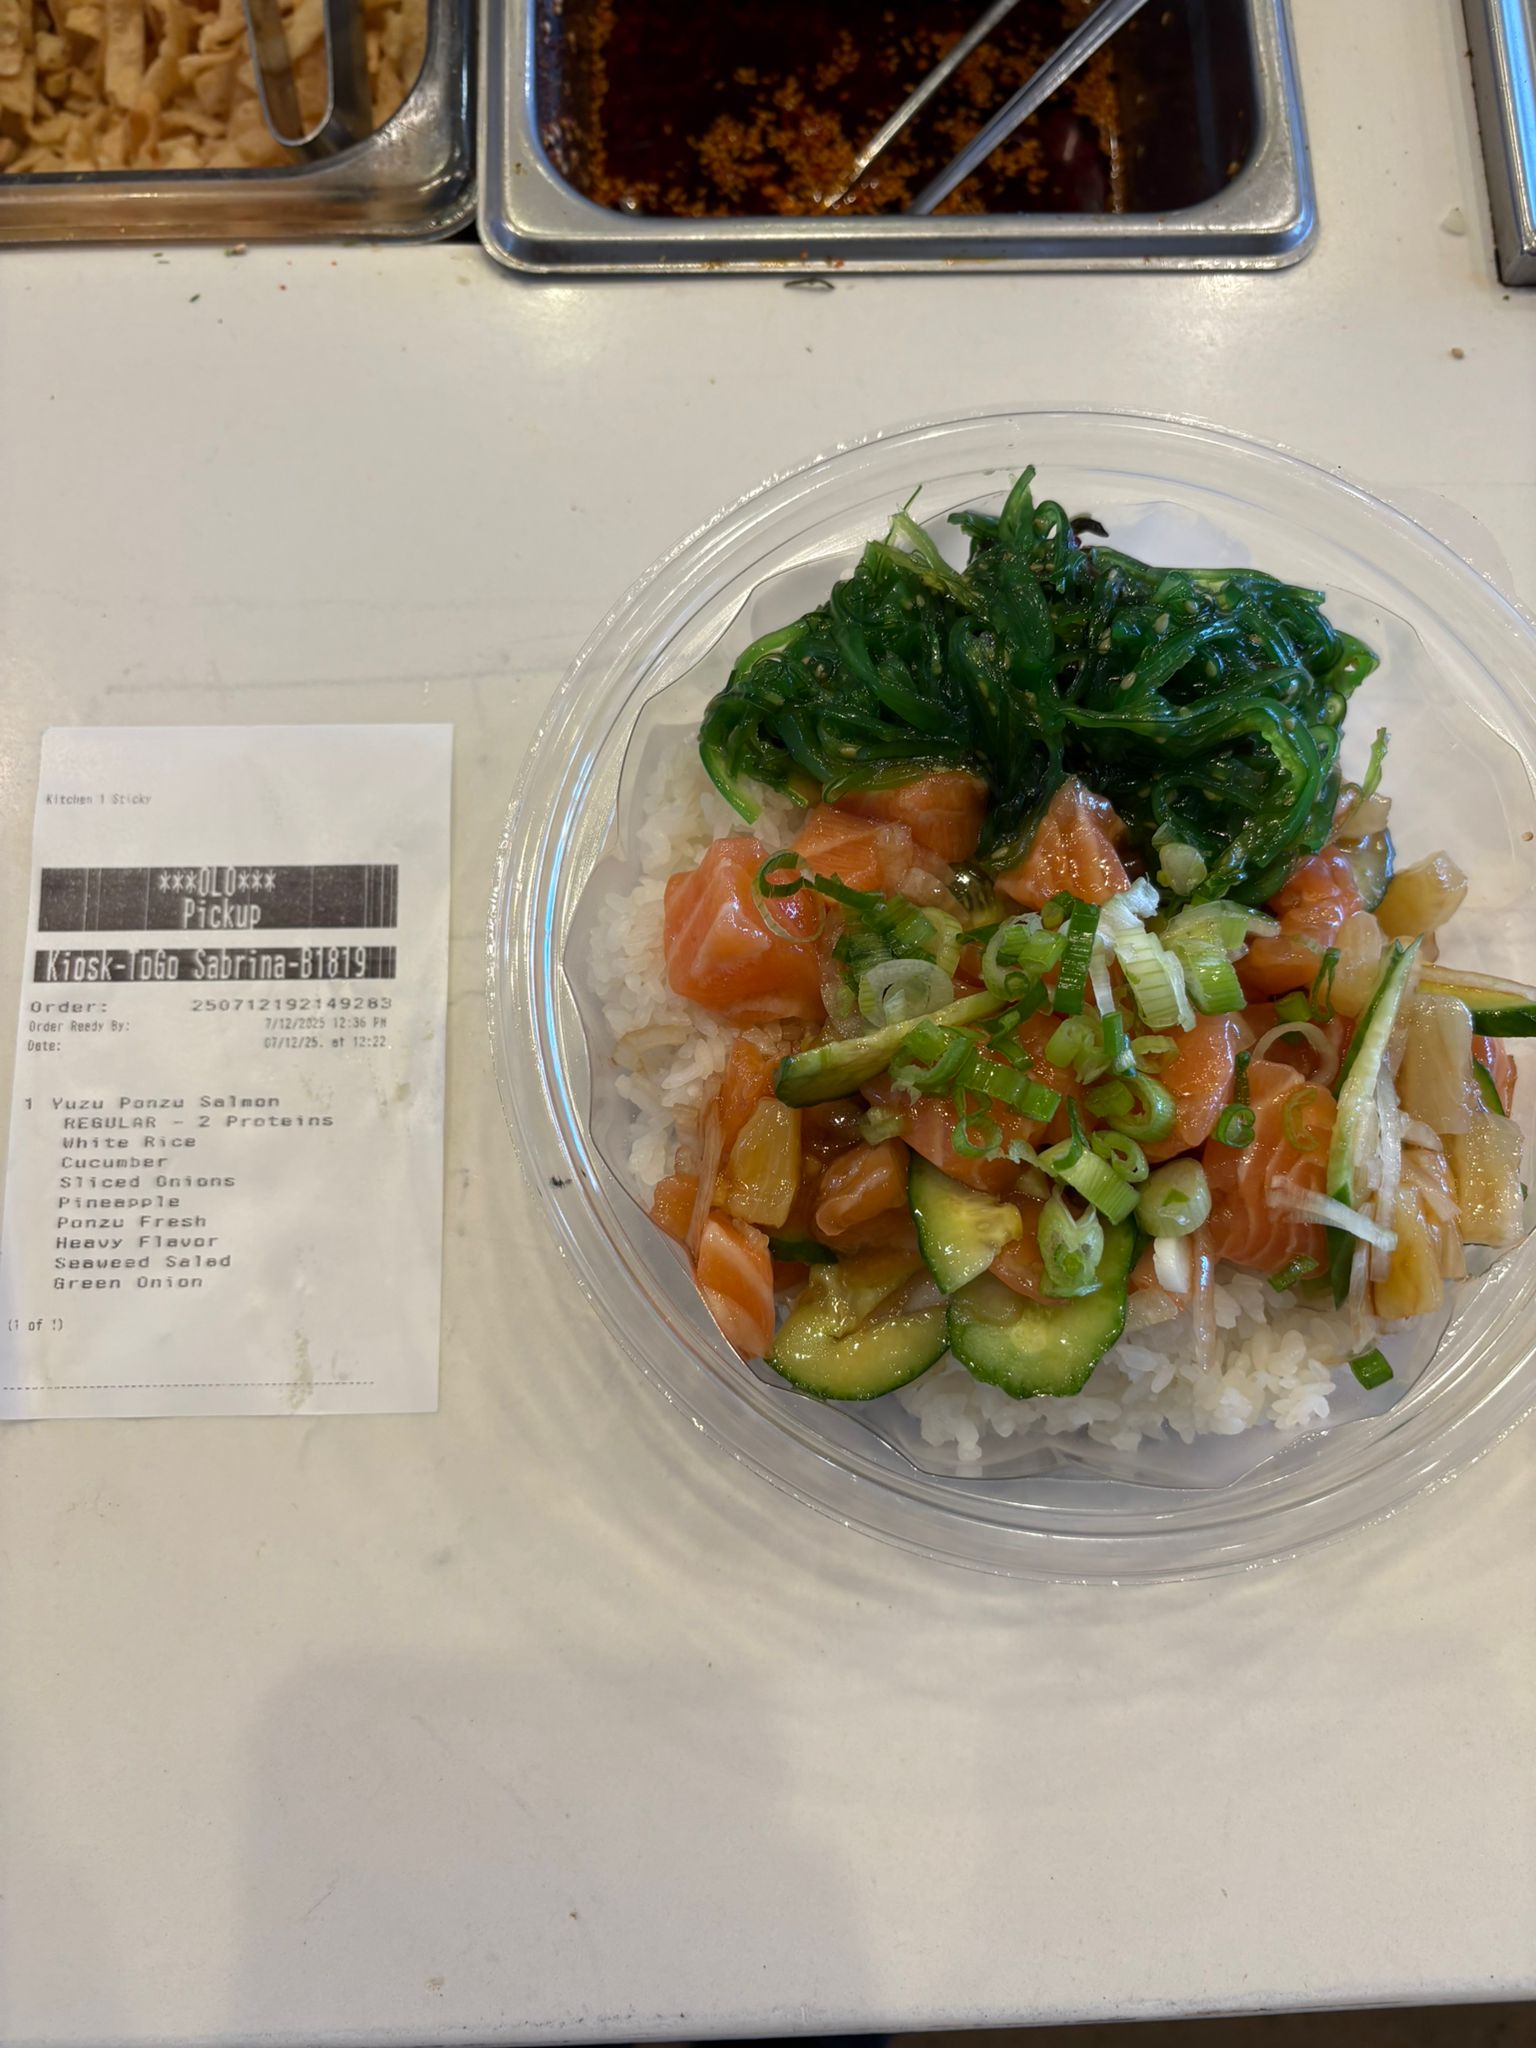 Kitchen 1 Sticky
***OLO***
Pickup
Kiosk-ToGo Sabrina-B1819
Order: 250712192149283
Order Ready By: 7/12/2025 12:36 PM
Date: 07/12/25. at 12:22
1 Yuzu Ponzu Salmon
REGULAR - 2 Proteins
White Rice
Cucumber
Sliced Onions
Pineapple
Ponzu Fresh
Heavy Flavor
Seaweed Salad
Green Onion
(1 of 1)